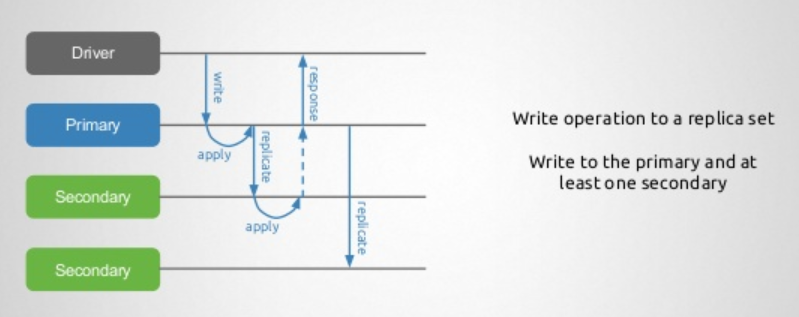 Driver
write
response
Primary
apply
replicate
Secondary
apply
replicate
Secondary
Write operation to a replica set
Write to the primary and at
least one secondary